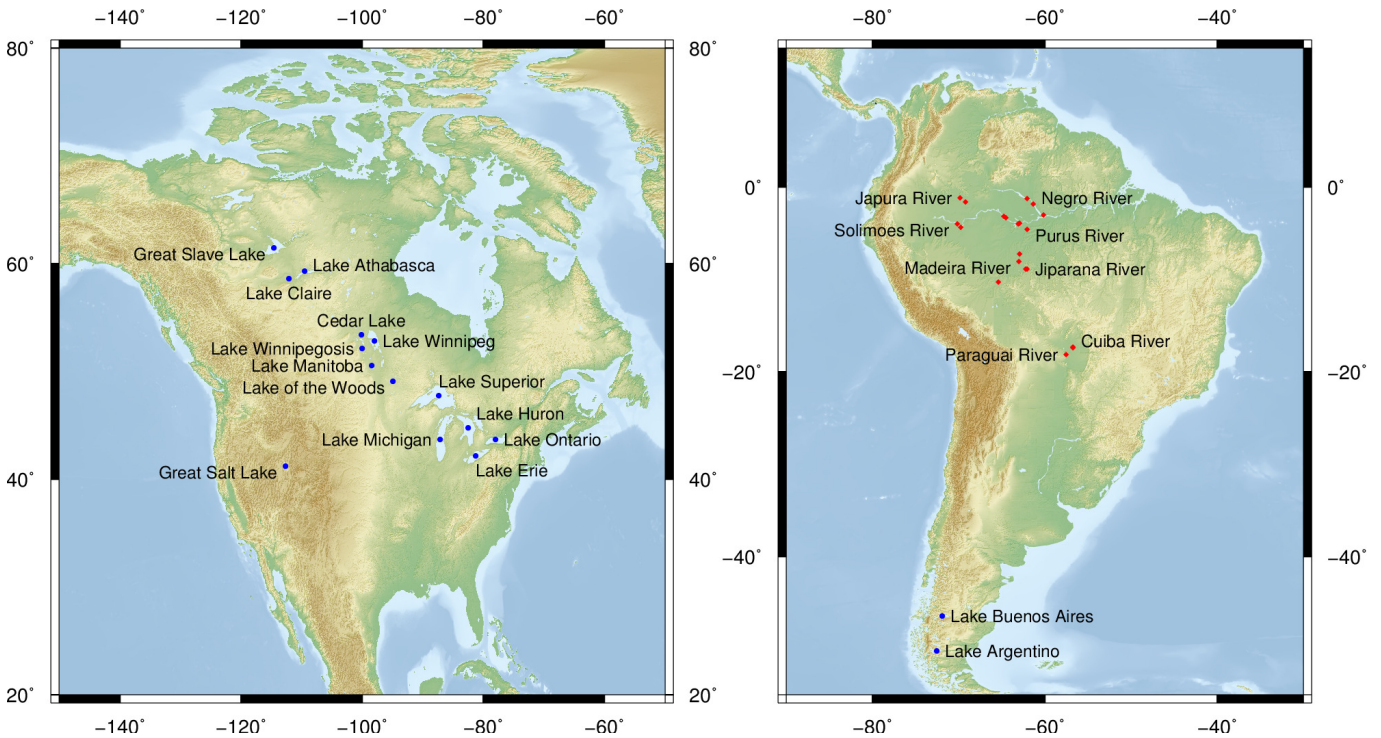 −140° −120° −100° −80° −60°
−80° −60° −40°
80° 80°
0° 0°
Japura River Negro River
Solimoes River Purus River
Great Slave Lake
60° Lake Athabasca 60°
Madeira River Jiparana River
Lake Claire
Cedar Lake
Lake Winnipeg
Lake Winnipegosis
Cuiba River
Paraguai River
Lake Manitoba
−20° −20°
Lake of the Woods Lake Superior
Lake Huron
Lake Michigan Lake Ontario
Great Salt Lake Lake Erie
40° 40°
−40° −40°
Lake Buenos Aires
Lake Argentino
20° 20°
−140° −120° −100° −80° −60°
−80° −60° −40°